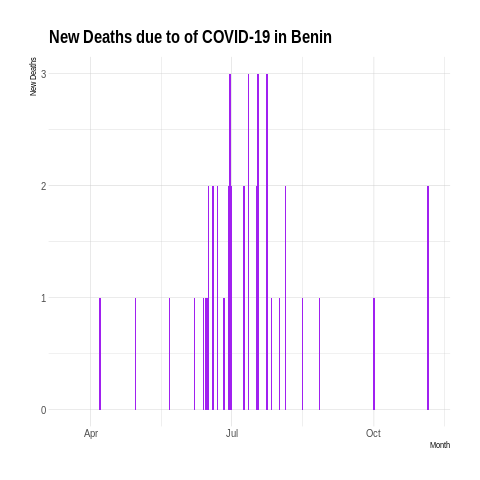 New Deaths due to of COVID-19 in Benin
New Deaths
3
2
1
0
Apr
Jul
Oct
Month